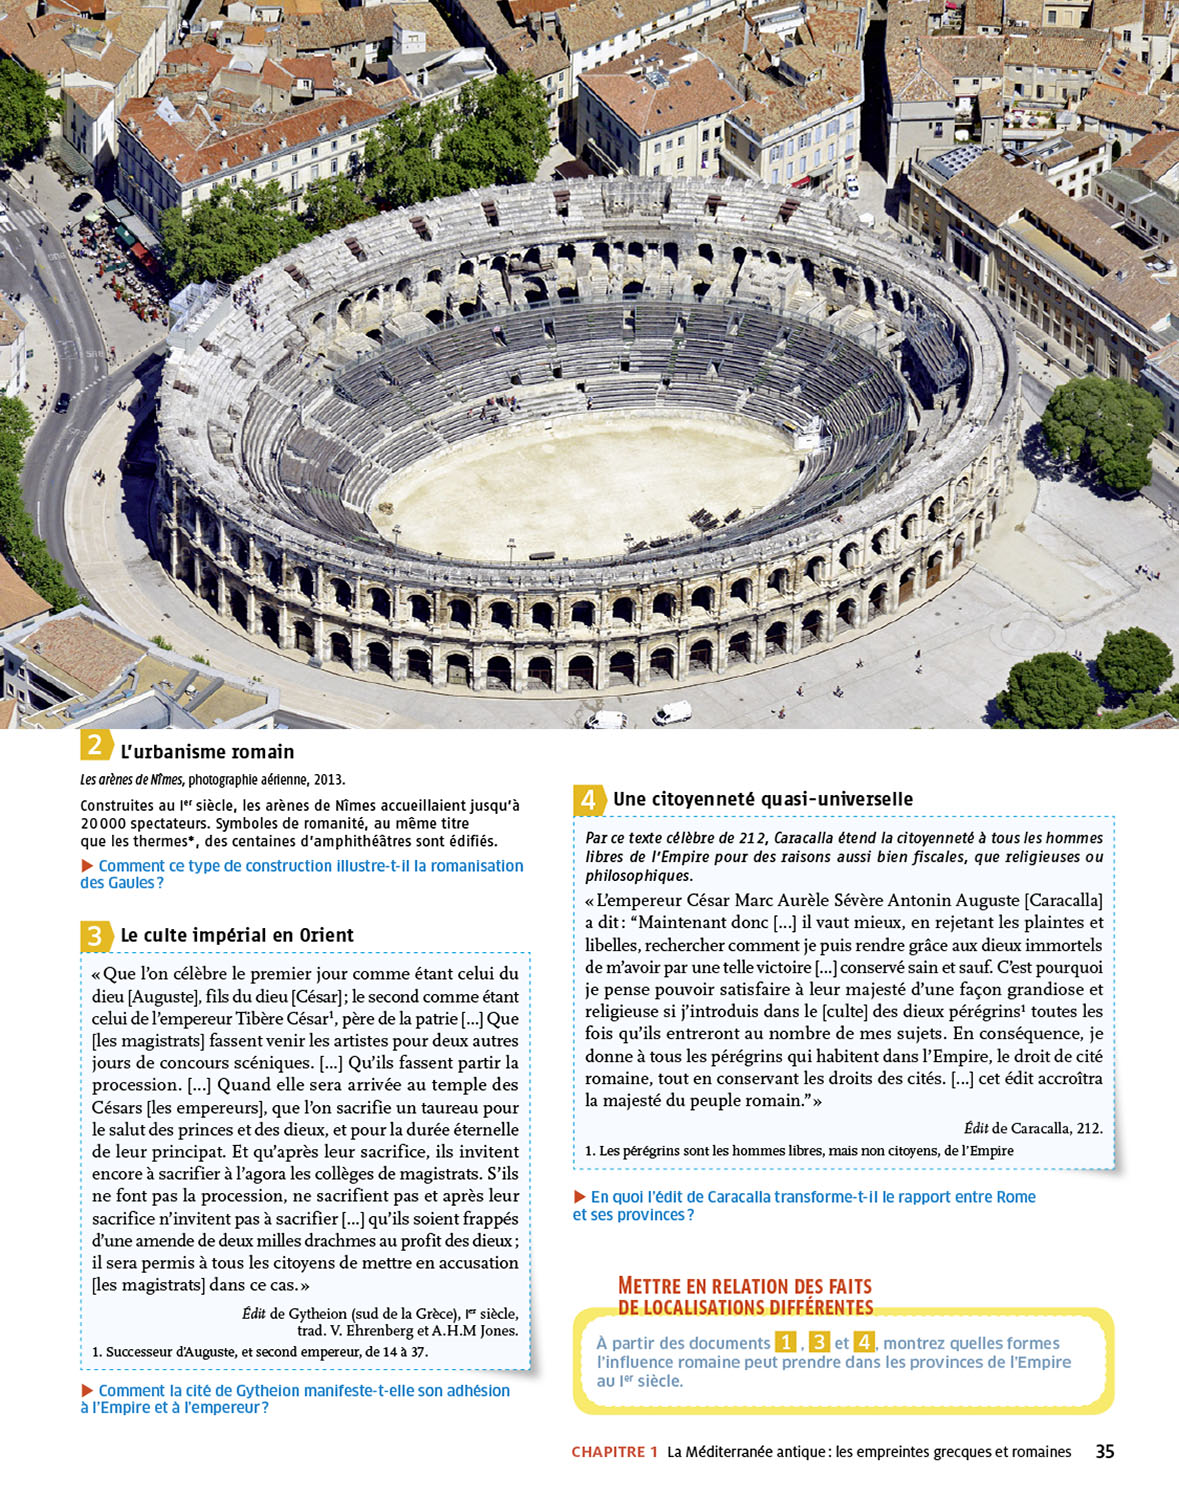 2 L'urbanisme romain
Les arènes de Nîmes, photographie aérienne, 2013.
Construites au Ier siècle, les arènes de Nîmes accueillaient jusqu'à
20 000 spectateurs. Symboles de romanité, au même titre
que les thermes*, des centaines d'amphithéâtres sont édifiés.
▶ Comment ce type de construction illustre-t-il la romanisation
des Gaules ?
3 Le culte impérial en Orient
« Que l'on célèbre le premier jour comme étant celui du
dieu [Auguste], fils du dieu [César] ; le second comme étant
celui de l'empereur Tibère César¹, père de la patrie [...] Que
[les magistrats] fassent venir les artistes pour deux autres
jours de concours scéniques. [...] Qu'ils fassent partir la
procession. [...] Quand elle sera arrivée au temple des
Césars [les empereurs], que l'on sacrifie un taureau pour
le salut des princes et des dieux, et pour la durée éternelle
de leur principat. Et qu'après leur sacrifice, ils invitent
encore à sacrifier à l'agora les collèges de magistrats. S'ils
ne font pas la procession, ne sacrifient pas et après leur
sacrifice n'invitent pas à sacrifier [...] qu'ils soient frappés
d'une amende de deux milles drachmes au profit des dieux ;
il sera permis à tous les citoyens de mettre en accusation
[les magistrats] dans ce cas. »
Édit de Gytheion (sud de la Grèce), Ier siècle,
trad. V. Ehrenberg et A.H.M Jones.
1. Successeur d'Auguste, et second empereur, de 14 à 37.
▶ Comment la cité de Gytheion manifeste-t-elle son adhésion
à l'Empire et à l'empereur ?
4 Une citoyenneté quasi-universelle
Par ce texte célèbre de 212, Caracalla étend la citoyenneté à tous les hommes
libres de l'Empire pour des raisons aussi bien fiscales, que religieuses ou
philosophiques.
« L'empereur César Marc Aurèle Sévère Antonin Auguste [Caracalla]
a dit : "Maintenant donc [...] il vaut mieux, en rejetant les plaintes et
libelles, rechercher comment je puis rendre grâce aux dieux immortels
de m'avoir par une telle victoire [...] conservé sain et sauf. C'est pourquoi
je pense pouvoir satisfaire à leur majesté d'une façon grandiose et
religieuse si j'introduis dans le [culte] des dieux pérégrins¹ toutes les
fois qu'ils entreront au nombre de mes sujets. En conséquence, je
donne à tous les pérégrins qui habitent dans l'Empire, le droit de cité
romaine, tout en conservant les droits des cités. [...] cet édit accroîtra
la majesté du peuple romain." »
Édit de Caracalla, 212.
1. Les pérégrins sont les hommes libres, mais non citoyens, de l'Empire
▶ En quoi l'édit de Caracalla transforme-t-il le rapport entre Rome
et ses provinces ?
METTRE EN RELATION DES FAITS
DE LOCALISATIONS DIFFÉRENTES
À partir des documents 1 , 3 et 4, montrez quelles formes
l'influence romaine peut prendre dans les provinces de l'Empire
au Ier siècle.
CHAPITRE 1 La Méditerranée antique : les empreintes grecques et romaines 35